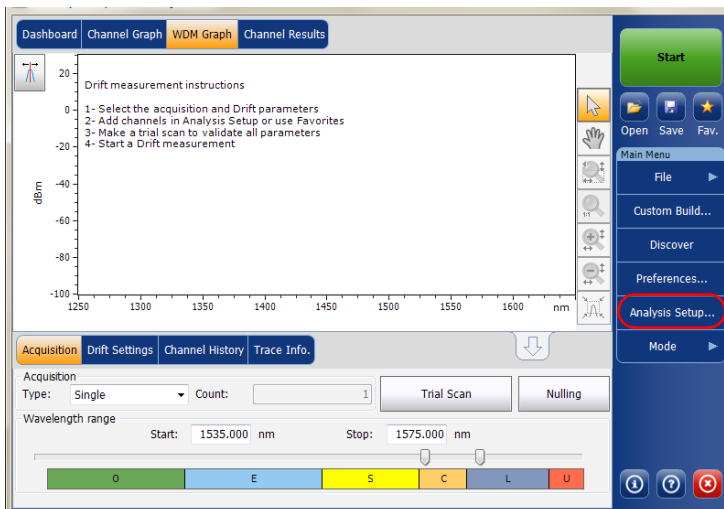 Dashboard Channel Graph WDM Graph Channel Results
Start
Drift measurement instructions
1- Select the acquisition and Drift parameters
2- Add channels in Analysis Setup or use Favorites
3- Make a trial scan to validate all parameters
4- Start a Drift measurement
20
0
-20
-40
-60
-80
-100
dBm
1250 1300 1350 1400 1450 1500 1550 1600 nm
1:1
Open Save Fav.
Main Menu
File
Custom Build...
Discover
Preferences...
Analysis Setup...
Mode
Acquisition Drift Settings Channel History Trace Info.
Acquisition
Type: Single Count: 1 Trial Scan Nulling
Wavelength range
Start: 1535.000 nm Stop: 1575.000 nm
O E S C L U